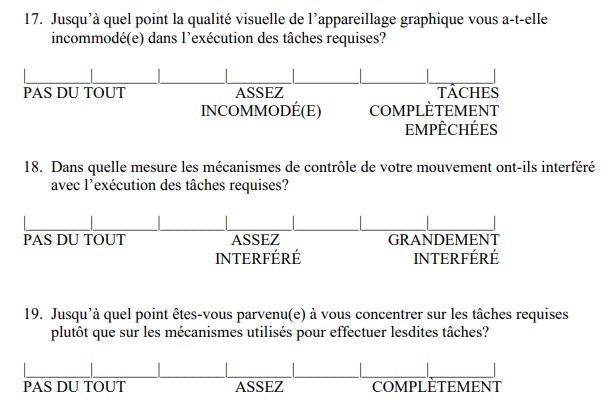 17. Jusqu’à quel point la qualité visuelle de l’appareillage graphique vous a-t-elle
incommodé(e) dans l’exécution des tâches requises?
|________|________|________|________|________|________|________|
PAS DU TOUT ASSEZ TÂCHES
INCOMMODÉ(E) COMPLÈTEMENT
EMPÊCHÉES
18. Dans quelle mesure les mécanismes de contrôle de votre mouvement ont-ils interféré
avec l’exécution des tâches requises?
|________|________|________|________|________|________|________|
PAS DU TOUT ASSEZ GRANDEMENT
INTERFÉRÉ INTERFÉRÉ
19. Jusqu’à quel point êtes-vous parvenu(e) à vous concentrer sur les tâches requises
plutôt que sur les mécanismes utilisés pour effectuer lesdites tâches?
|________|________|________|________|________|________|________|
PAS DU TOUT ASSEZ COMPLÈTEMENT